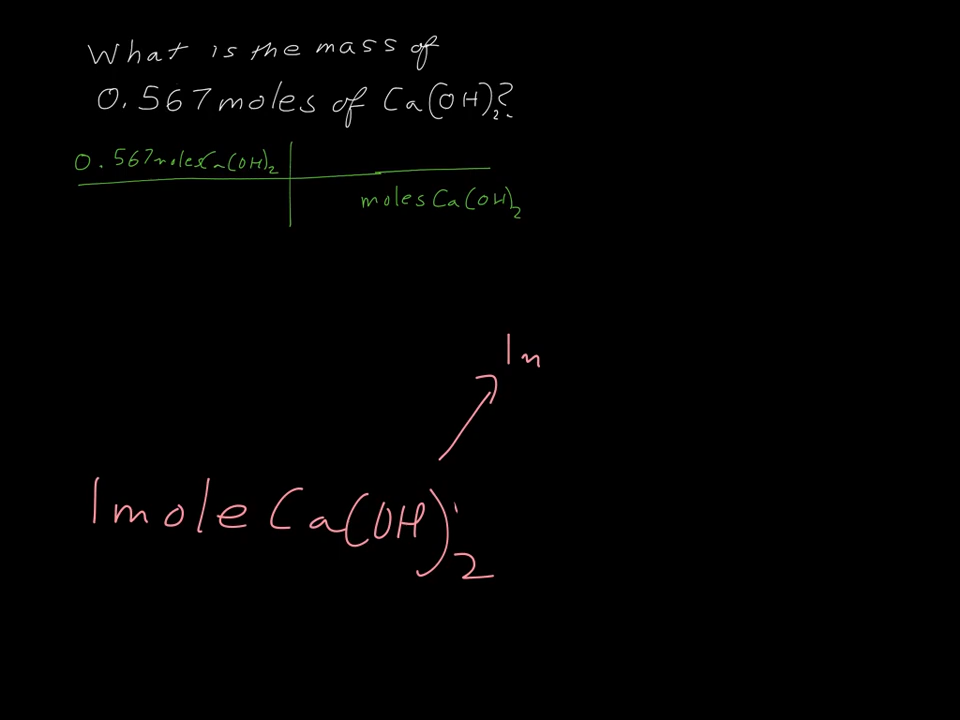 What is the mass of
0.567 moles of Ca(OH)₂?
0.567 moles Ca(OH)₂
moles Ca(OH)₂
1m
1 mole Ca(OH)₂